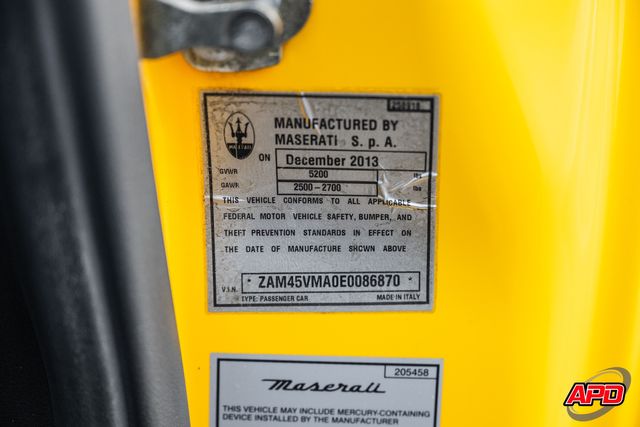 MANUFACTURED BY
MASERATI S. p. A.
MASERATI
ON December 2013
GVWR 5200 lbs
GAWR 2500-2700 lbs
THIS VEHICLE CONFORMS TO ALL APPLICABLE
FEDERAL MOTOR VEHICLE SAFETY, BUMPER, AND
THEFT PREVENTION STANDARDS IN EFFECT ON
THE DATE OF MANUFACTURE SHOWN ABOVE
V.I.N. * ZAM45VMA0E0086870 *
TYPE: PASSENGER CAR MADE IN ITALY
205458
Maserati
THIS VEHICLE MAY INCLUDE MERCURY-CONTAINING
DEVICE INSTALLED BY THE MANUFACTURER
APD